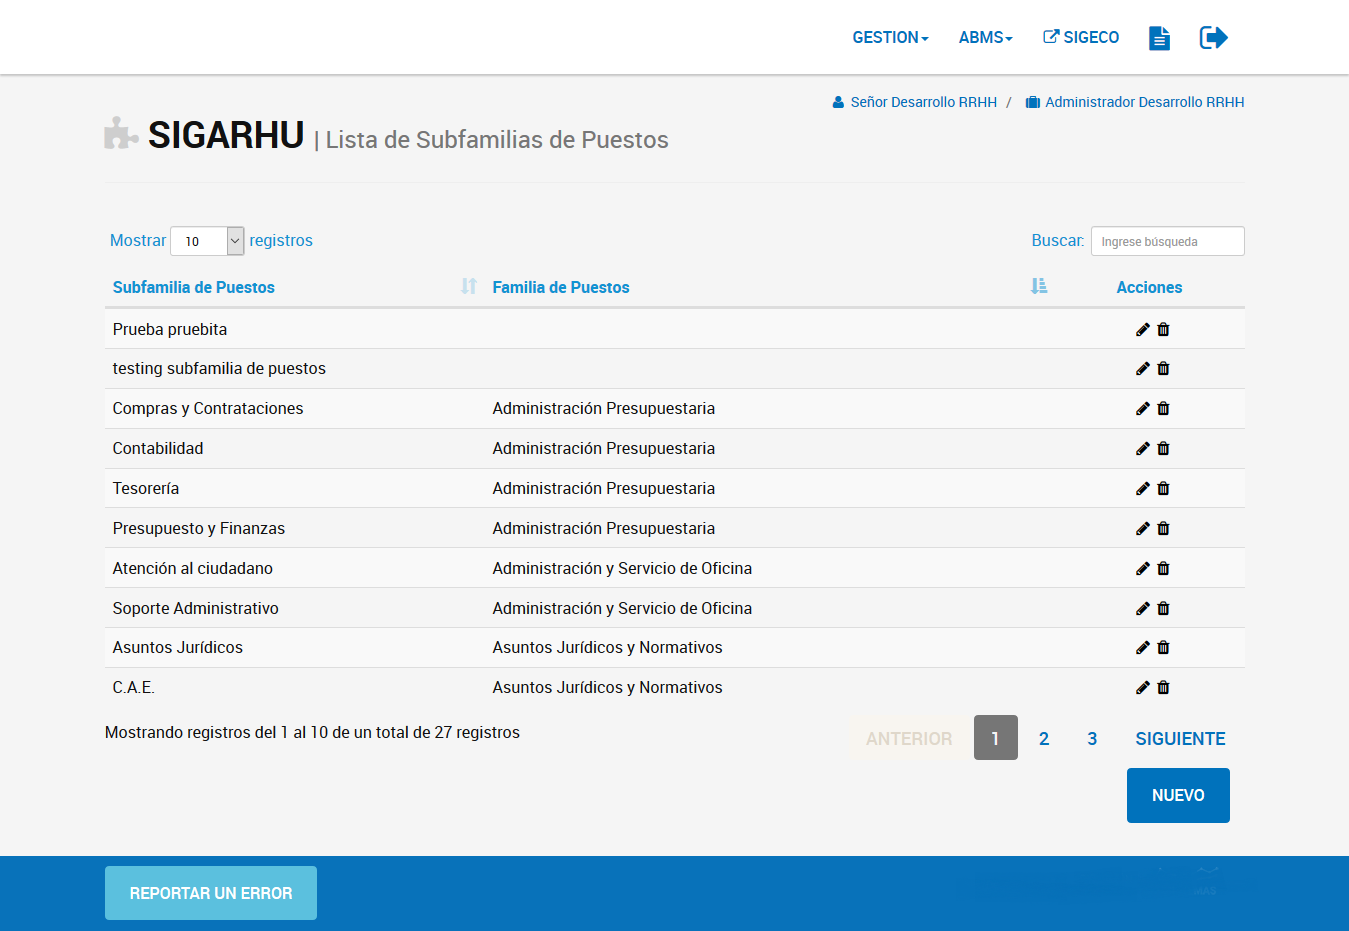 GESTION ABMS SIGECO
Señor Desarrollo RRHH / Administrador Desarrollo RRHH
SIGARHU | Lista de Subfamilias de Puestos
Mostrar 10 registros Buscar: Ingrese búsqueda
Subfamilia de Puestos Familia de Puestos Acciones
Prueba pruebita
testing subfamilia de puestos
Compras y Contrataciones Administración Presupuestaria
Contabilidad Administración Presupuestaria
Tesorería Administración Presupuestaria
Presupuesto y Finanzas Administración Presupuestaria
Atención al ciudadano Administración y Servicio de Oficina
Soporte Administrativo Administración y Servicio de Oficina
Asuntos Jurídicos Asuntos Jurídicos y Normativos
C.A.E. Asuntos Jurídicos y Normativos
Mostrando registros del 1 al 10 de un total de 27 registros
ANTERIOR 1 2 3 SIGUIENTE
NUEVO
REPORTAR UN ERROR